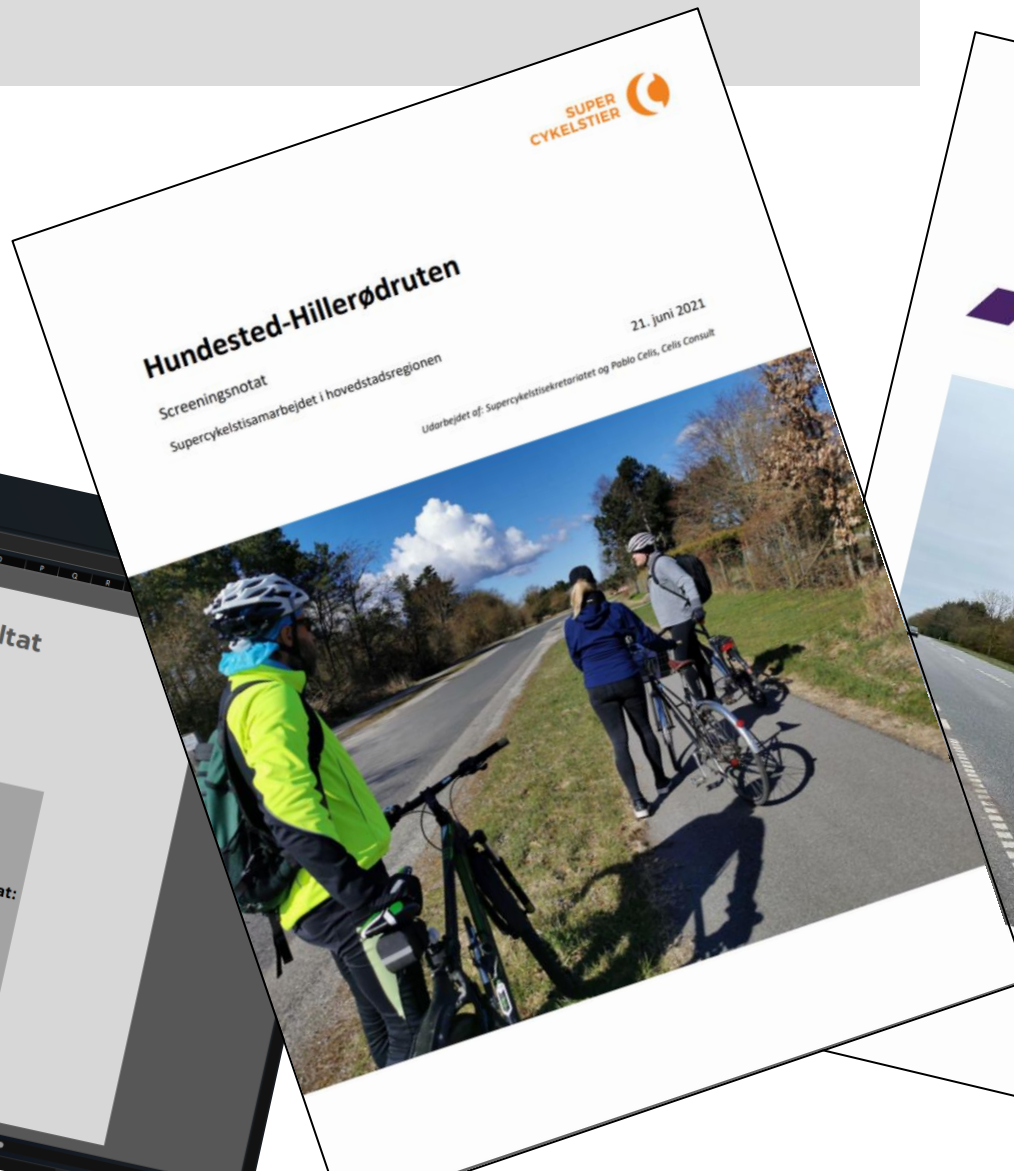 SUPER
CYKELSTIER
Hundested-Hillerødruten
21. juni 2021
Screeningsnotat
Supercykelstisamarbejdet i hovedstadsregionen
Udarbejdet af: Supercykelstisekretariatet og Pablo Celis, Celis Consult
P Q R
ltat
at: